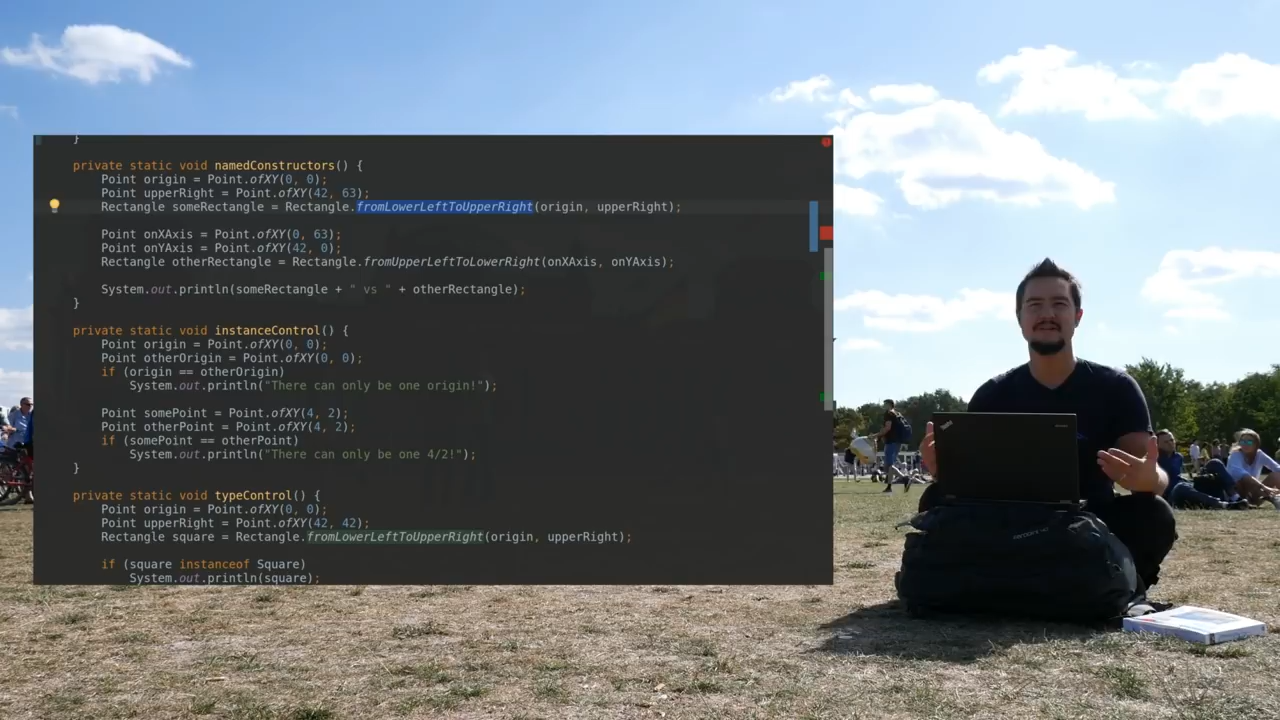 }
private static void namedConstructors() {
Point origin = Point.ofXY(0, 0);
Point upperRight = Point.ofXY(42, 63);
Rectangle someRectangle = Rectangle.fromLowerLeftToUpperRight(origin, upperRight);
Point onXAxis = Point.ofXY(0, 63);
Point onYAxis = Point.ofXY(42, 0);
Rectangle otherRectangle = Rectangle.fromUpperLeftToLowerRight(onXAxis, onYAxis);
System.out.println(someRectangle + " vs " + otherRectangle);
}
private static void instanceControl() {
Point origin = Point.ofXY(0, 0);
Point otherOrigin = Point.ofXY(0, 0);
if (origin == otherOrigin)
System.out.println("There can only be one origin!");
Point somePoint = Point.ofXY(4, 2);
Point otherPoint = Point.ofXY(4, 2);
if (somePoint == otherPoint)
System.out.println("There can only be one 4/2!");
}
private static void typeControl() {
Point origin = Point.ofXY(0, 0);
Point upperRight = Point.ofXY(42, 42);
Rectangle square = Rectangle.fromLowerLeftToUpperRight(origin, upperRight);
if (square instanceof Square)
System.out.println(square);